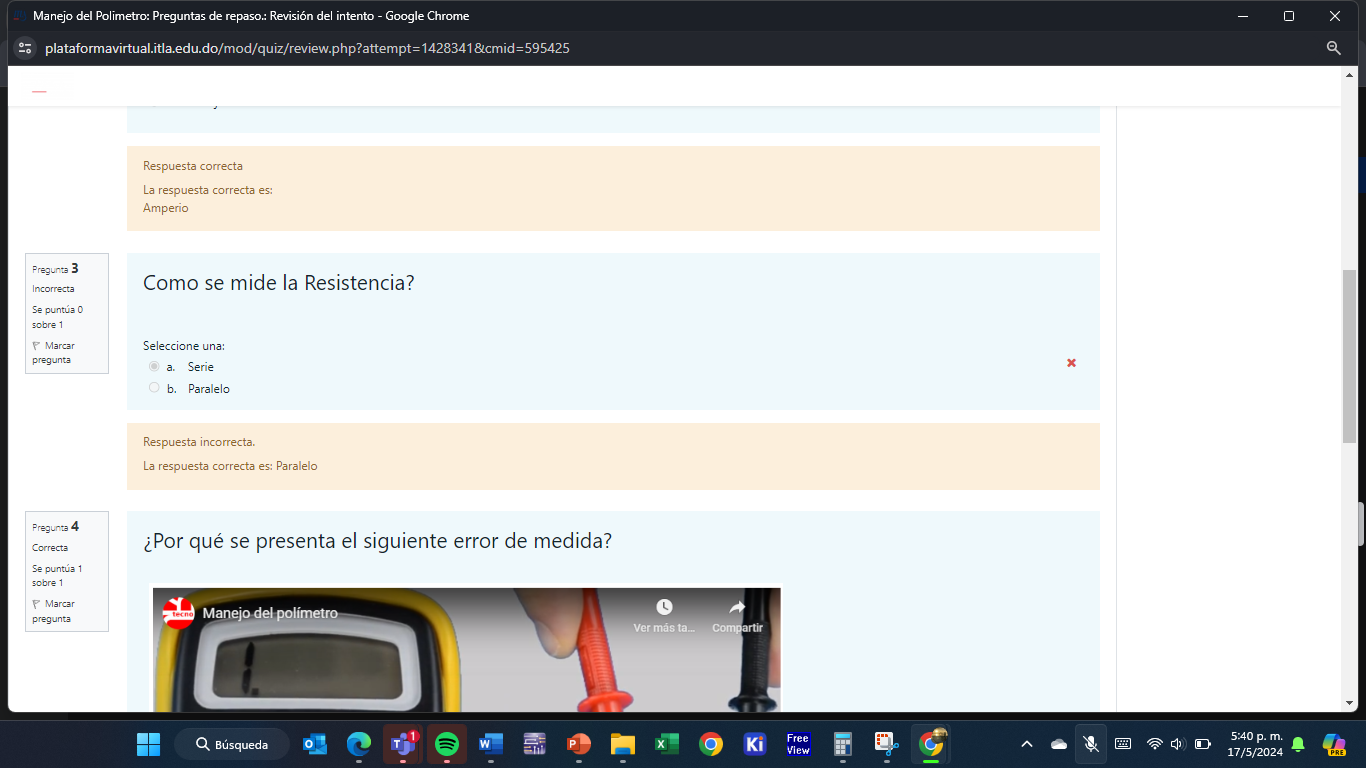 Manejo del Polimetro: Preguntas de repaso.: Revisión del intento - Google Chrome
plataformavirtual.itla.edu.do/mod/quiz/review.php?attempt=1428341&cmid=595425
Respuesta correcta
La respuesta correcta es:
Amperio
Pregunta 3
Incorrecta
Se puntúa 0
sobre 1
Marcar
pregunta
Como se mide la Resistencia?
Seleccione una:
a. Serie
b. Paralelo
Respuesta incorrecta.
La respuesta correcta es: Paralelo
Pregunta 4
Correcta
Se puntúa 1
sobre 1
Marcar
pregunta
¿Por qué se presenta el siguiente error de medida?
tecno
Manejo del polímetro
Ver más ta...
Compartir
1.
Búsqueda
1
Ki
Free
View
5:40 p. m.
17/5/2024
PRE